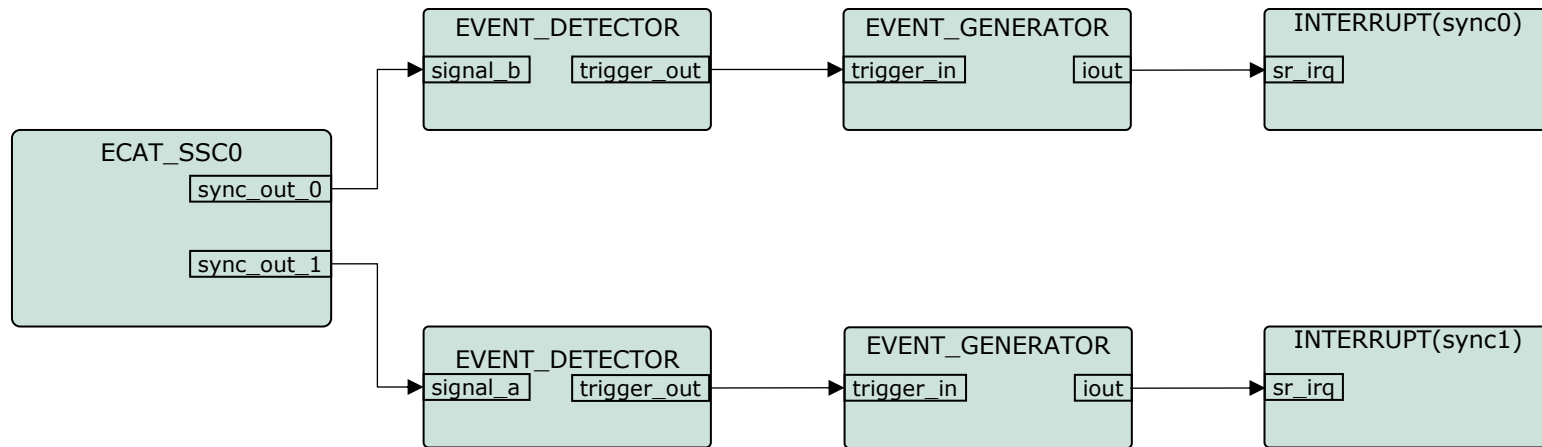 EVENT_DETECTOR
signal_b
trigger_out
EVENT_GENERATOR
trigger_in
iout
INTERRUPT(sync0)
sr_irq
ECAT_SSC0
sync_out_0
sync_out_1
EVENT_DETECTOR
signal_a
trigger_out
EVENT_GENERATOR
trigger_in
iout
INTERRUPT(sync1)
sr_irq